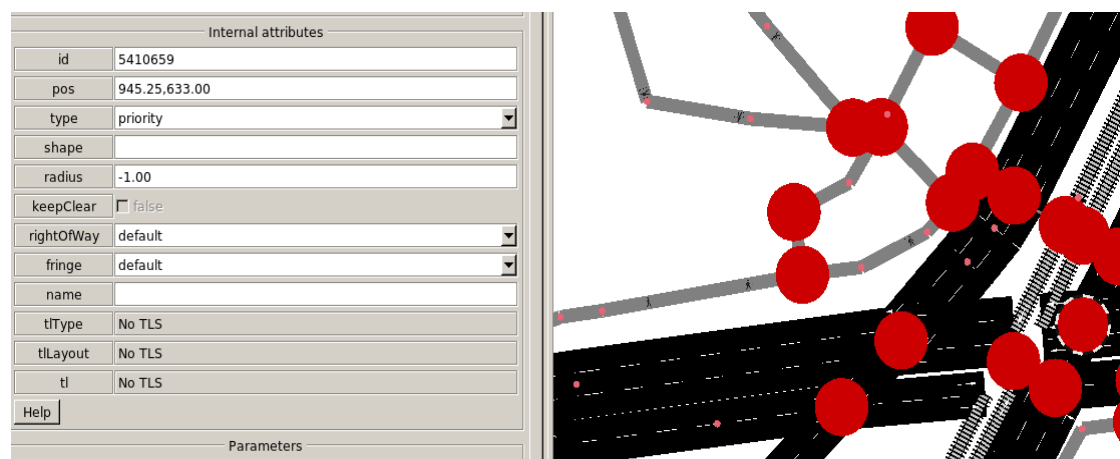 Internal attributes
id 5410659
pos 945.25,633.00
type priority
shape
radius -1.00
keepClear false
rightOfWay default
fringe default
name
tlType No TLS
tlLayout No TLS
tl No TLS
Help
Parameters